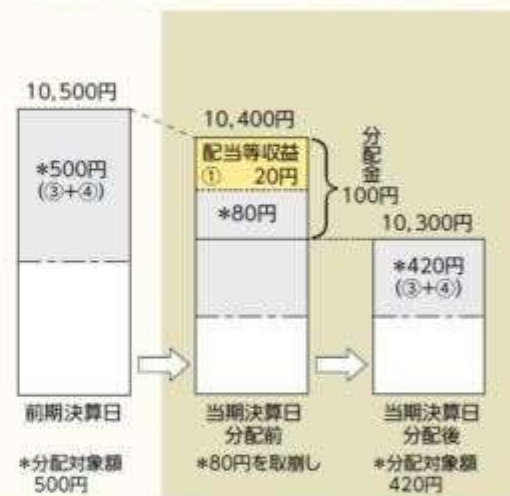 10,500円
*500円
(③+④)
10,400円
配当等収益
① 20円
*80円
分配金
100円
10,300円
*420円
(③+④)
前期決算日
当期決算日
分配前
当期決算日
分配後
*分配対象額
500円
*80円を取崩し
*分配対象額
420円